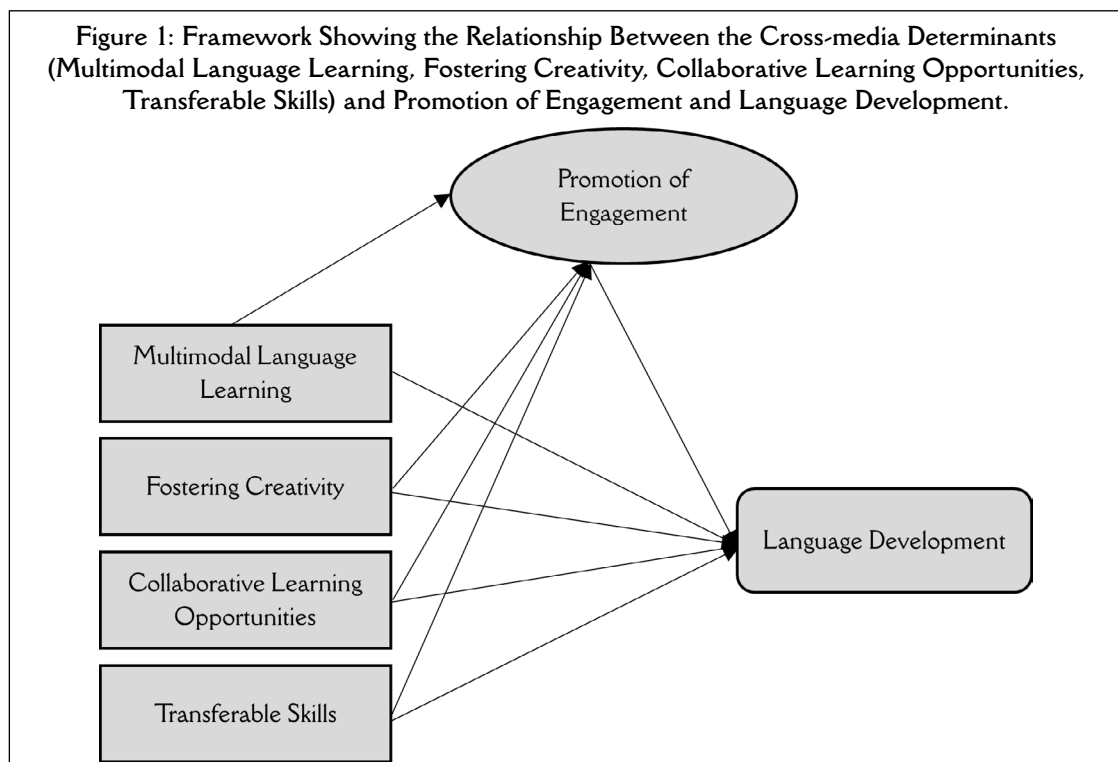 Figure 1: Framework Showing the Relationship Between the Cross-media Determinants
(Multimodal Language Learning, Fostering Creativity, Collaborative Learning Opportunities,
Transferable Skills) and Promotion of Engagement and Language Development.
Promotion of
Engagement
Multimodal Language
Learning
Fostering Creativity
Collaborative Learning
Opportunities
Transferable Skills
Language Development